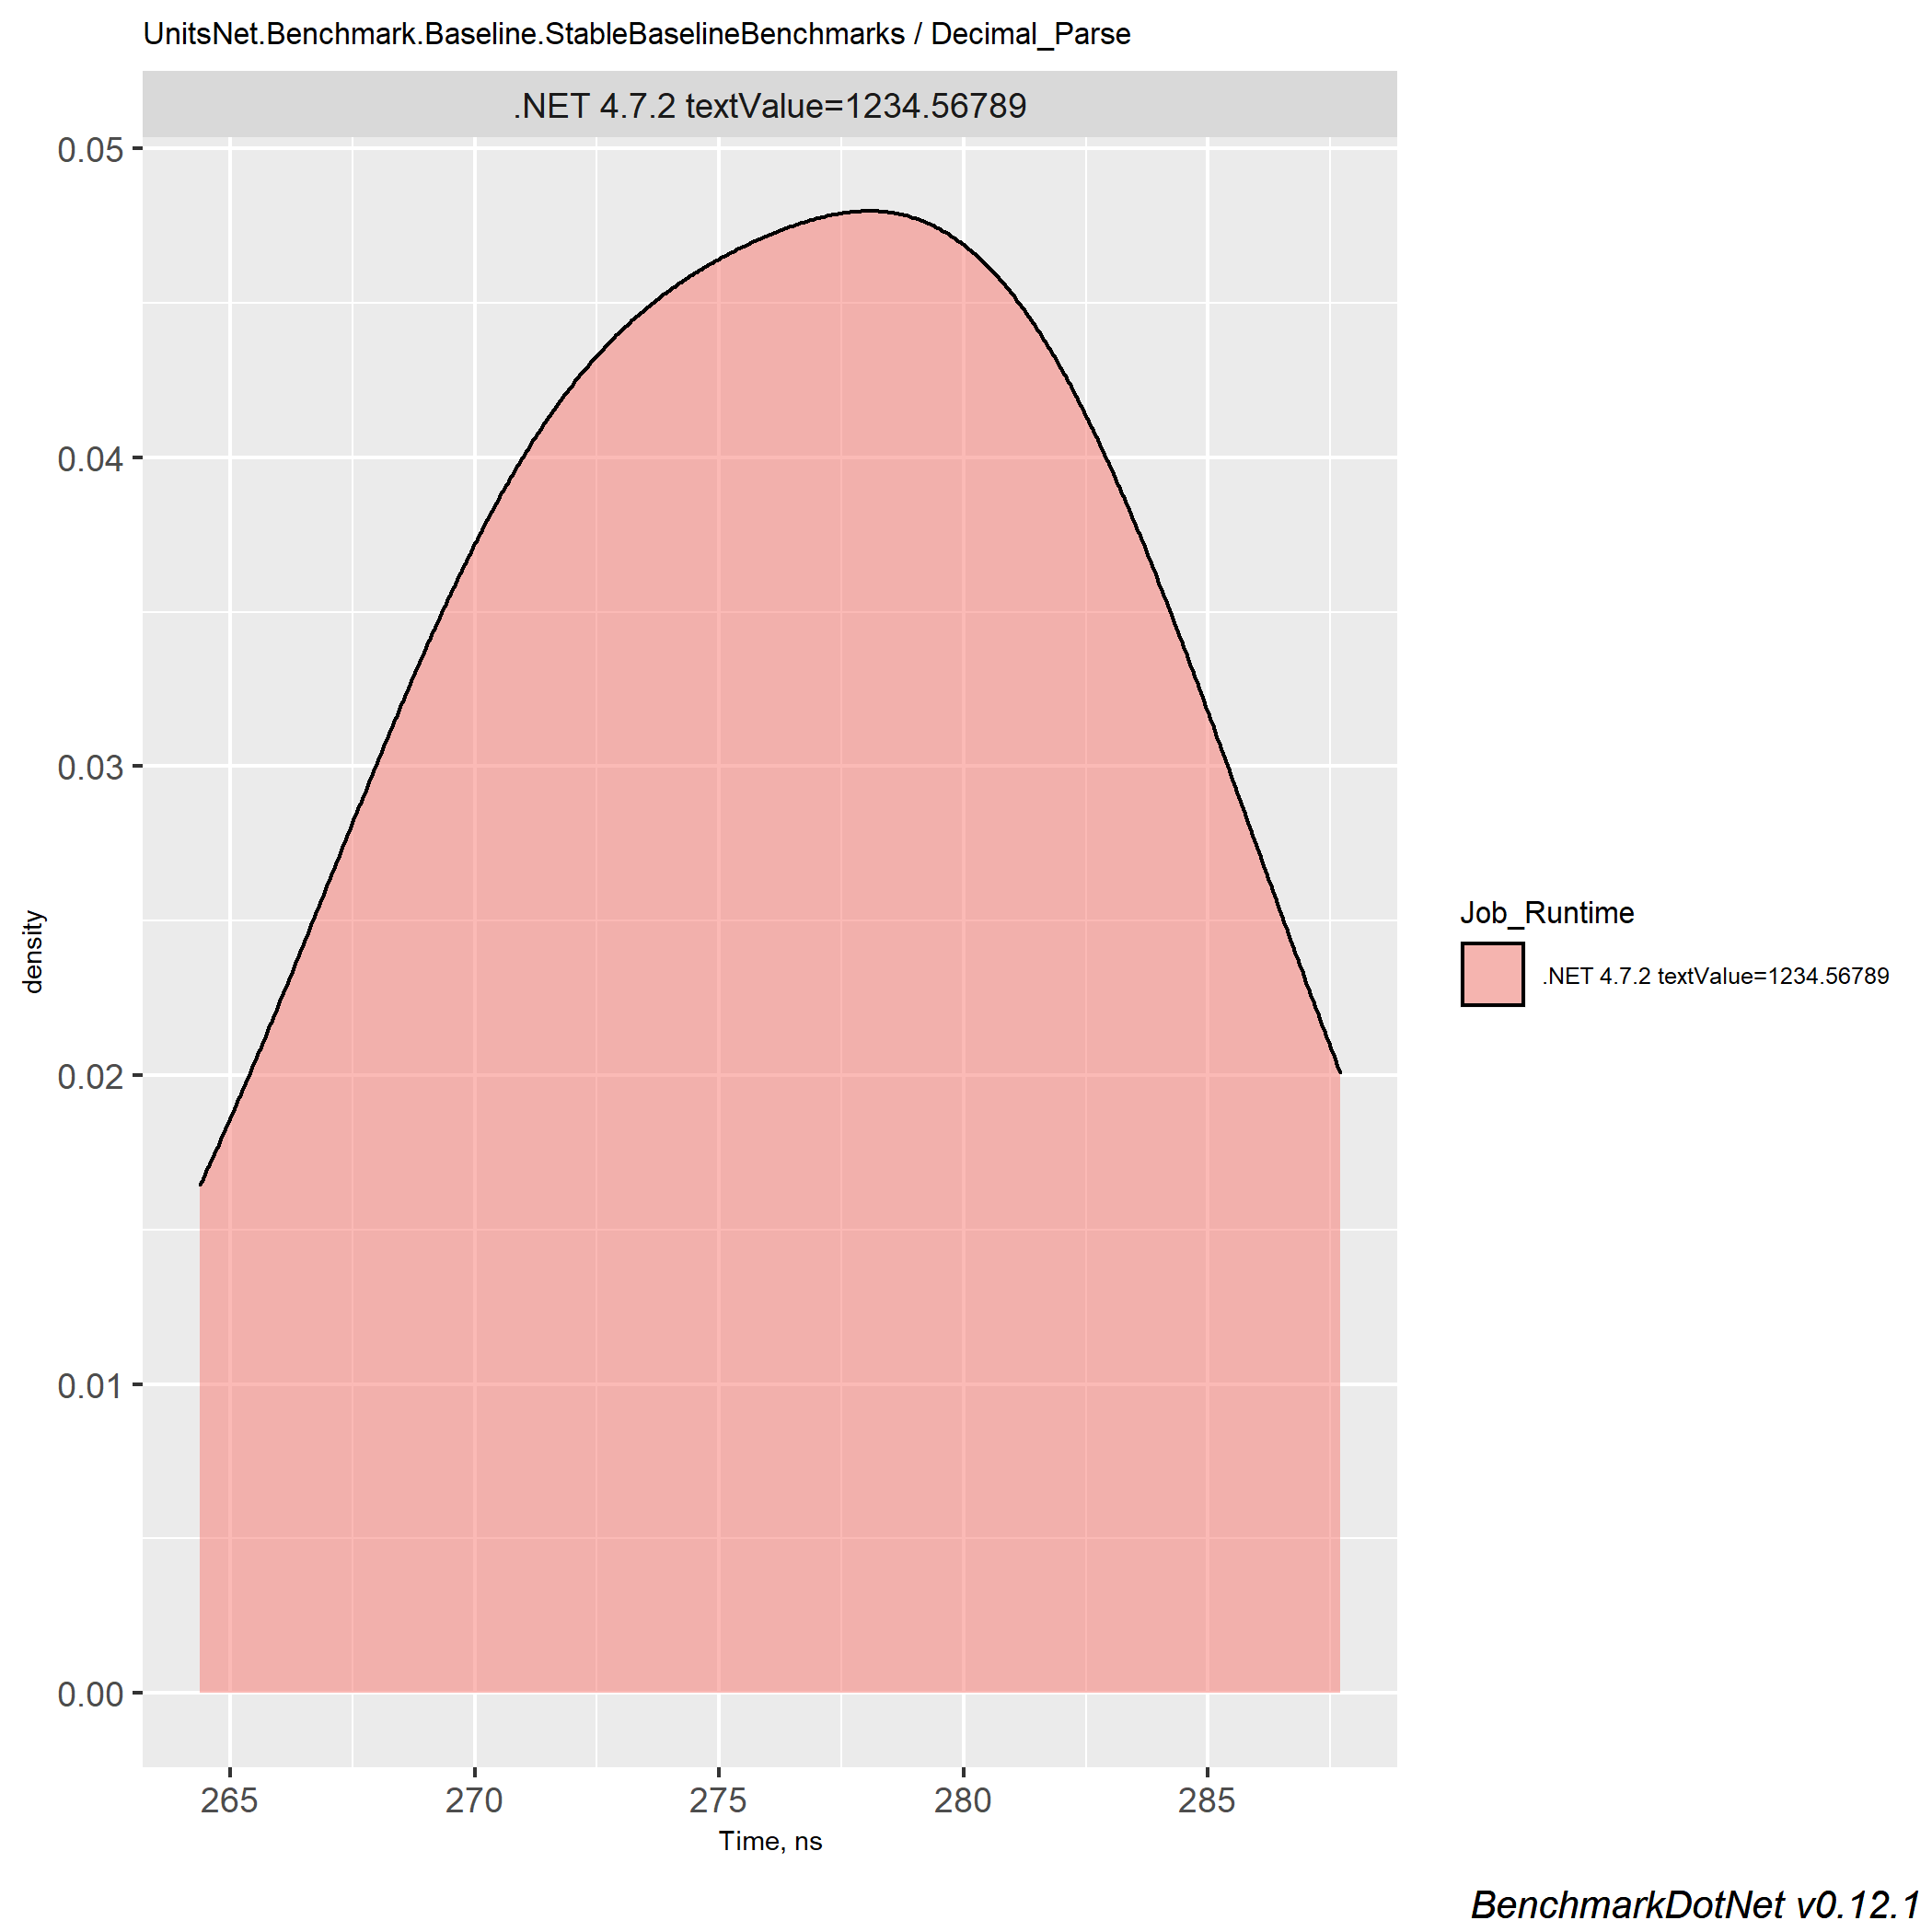 UnitsNet.Benchmark.Baseline.StableBaselineBenchmarks / Decimal_Parse
.NET 4.7.2 textValue=1234.56789
0.05
0.04
0.03
0.02
0.01
0.00
density
265 270 275 280 285
Time, ns
Job_Runtime
.NET 4.7.2 textValue=1234.56789
BenchmarkDotNet v0.12.1